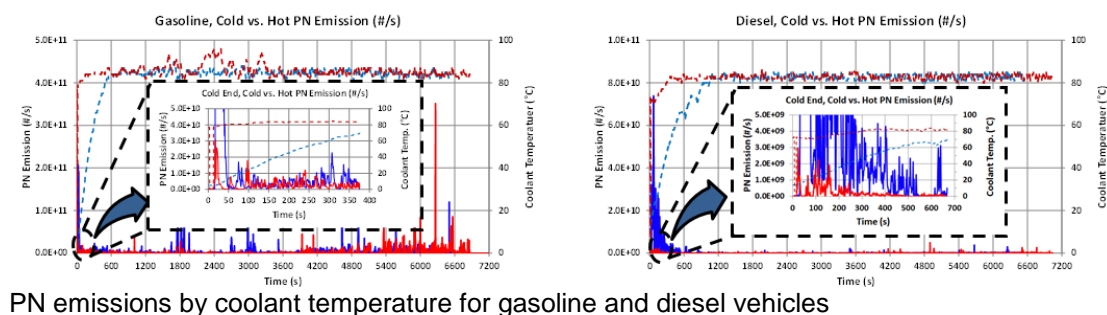 Gasoline, Cold vs. Hot PN Emission (#/s)
5.0E+11
4.0E+11
3.0E+11
2.0E+11
1.0E+11
0.0E+00
PN Emission (#/s)
100
80
60
40
20
0
Coolant Temperatuer (°C)
0 600 1200 1800 2400 3000 3600 4200 4800 5400 6000 6600 7200
Time (s)
Cold End, Cold vs. Hot PN Emission (#/s)
5.0E+10
4.0E+10
3.0E+10
2.0E+10
1.0E+10
0.0E+00
PN Emission (#/s)
100
80
60
40
20
0
Coolant Temp. (°C)
0 50 100 150 200 250 300 350 400
Time (s)
Diesel, Cold vs. Hot PN Emission (#/s)
1.0E+11
8.0E+10
6.0E+10
4.0E+10
2.0E+10
0.0E+00
PN Emission (#/s)
100
80
60
40
20
0
Coolant Temperatuer (°C)
0 600 1200 1800 2400 3000 3600 4200 4800 5400 6000 6600 7200
Time (s)
Cold End, Cold vs. Hot PN Emission (#/s)
5.0E+09
4.0E+09
3.0E+09
2.0E+09
1.0E+09
0.0E+00
PN Emission (#/s)
100
80
60
40
20
0
Coolant Temp. (°C)
0 100 200 300 400 500 600 700
Time (s)
PN emissions by coolant temperature for gasoline and diesel vehicles